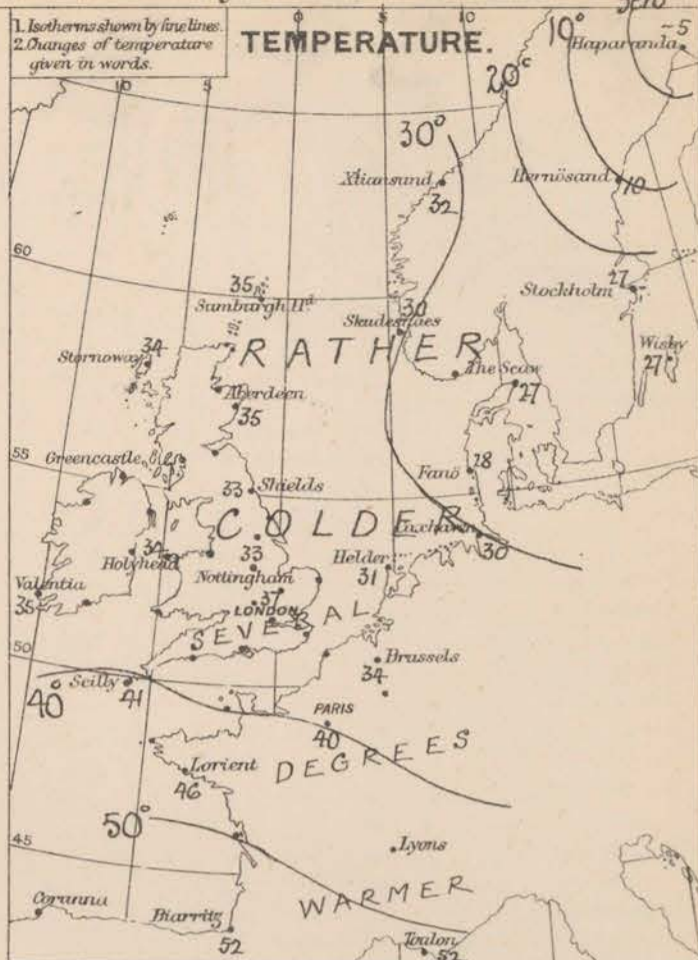 Zero
1. Isotherms shown by fine lines.
2. Changes of temperature
given in words.
TEMPERATURE.
0
10°
-5
Haparanda
10
5
20°
30°
Xtiansund
32
Hernösand
10
60
35
Sumburgh Hd.
Stockholm
27
30
Skudesnaes
Wisby
27
Stornoway
34
RATHER
The Scaw
27
Aberdeen
35
55
Greencastle
Shields
33
Fanö
28
COLDER
Cuxhaven
30
34
Holyhead
33
Nottingham
Helder
31
Valentia
35
37
LONDON
SEVERAL
50
Brussels
34
40°
Scilly
41
PARIS
40
Lorient
46
DEGREES
50°
45
Lyons
WARMER
Corunna
Biarritz
52
Toulon
52